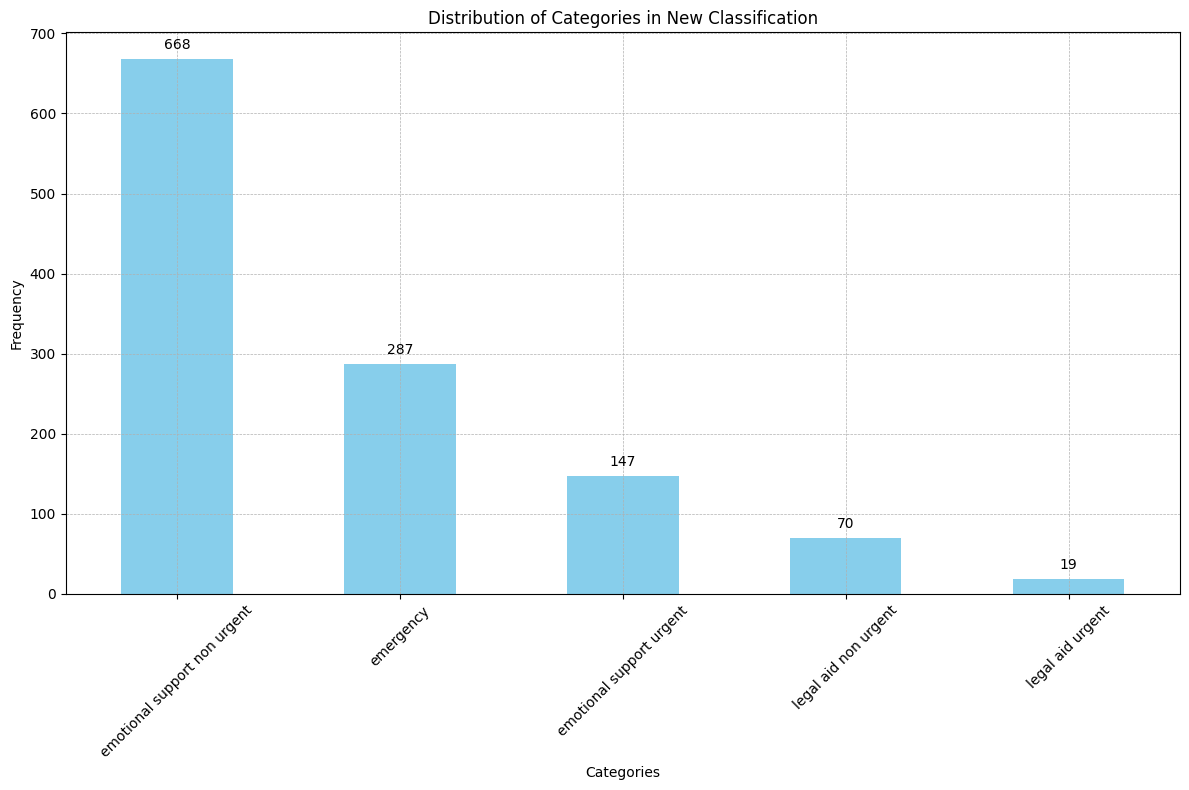 Distribution of Categories in New Classification
700
600
500
400
300
200
100
0
Frequency
668
287
147
70
19
emotional support non urgent
emergency
emotional support urgent
legal aid non urgent
legal aid urgent
Categories